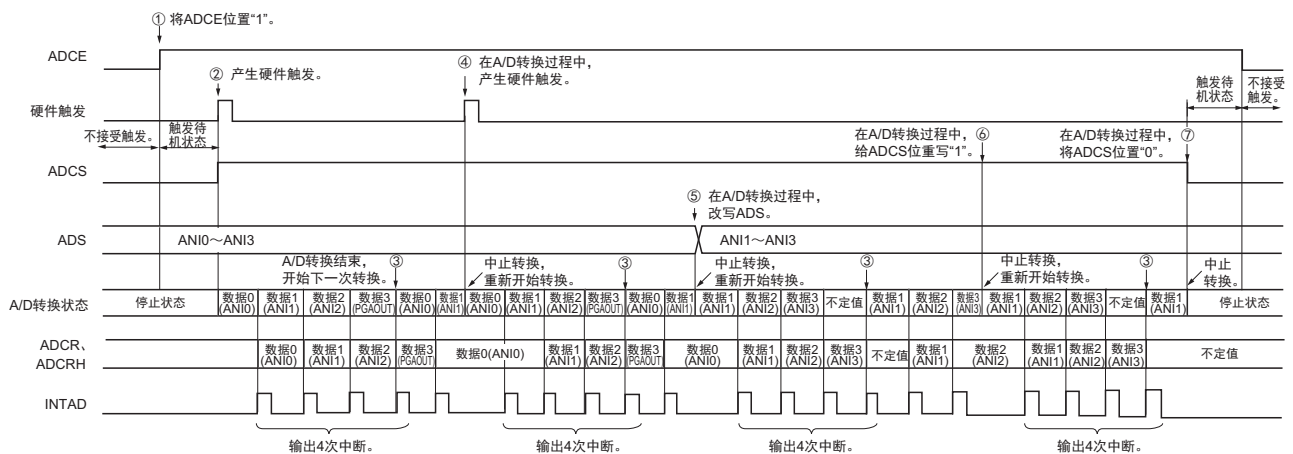 ① 将ADCE位置“1”。
ADCE
② 产生硬件触发。
④ 在A/D转换过程中，
产生硬件触发。
触发待
机状态
不接受
触发。
硬件触发
不接受触发。
触发待
机状态
在A/D转换过程中，⑥
给ADCS位重写“1”。
在A/D转换过程中，⑦
将ADCS位置“0”。
ADCS
⑤ 在A/D转换过程中，
改写ADS。
ADS
ANI0～ANI3
ANI1～ANI3
A/D转换结束，
开始下一次转换。
③
中止转换，
重新开始转换。
③
中止转换，
重新开始转换。
③
中止转换，
重新开始转换。
③
中止
转换。
A/D转换状态
停止状态
数据0 数据1 数据2 数据3 数据0 数据1 数据0 数据1 数据2 数据3 数据0 数据1 数据1 数据2 数据3 不定值 数据1 数据2 数据3 数据1 数据2 数据3 不定值 数据1
(ANI0) (ANI1) (ANI2) (PGAOUT) (ANI0) (ANI1) (ANI0) (ANI1) (ANI2) (PGAOUT) (ANI0) (ANI1) (ANI1) (ANI2) (ANI3) (ANI1) (ANI2) (ANI3) (ANI1) (ANI2) (ANI3) (ANI1)
停止状态
ADCR、
ADCRH
数据0 数据1 数据2 数据3 数据0(ANI0) 数据1 数据2 数据3 数据0 数据1 数据2 数据3 不定值 数据1 数据2 数据1 数据2 数据3 不定值
(ANI0) (ANI1) (ANI2) (PGAOUT) (ANI1) (ANI2) (PGAOUT) (ANI0) (ANI1) (ANI2) (ANI3) (ANI1) (ANI2) (ANI1) (ANI2) (ANI3)
INTAD
输出4次中断。
输出4次中断。
输出4次中断。
输出4次中断。